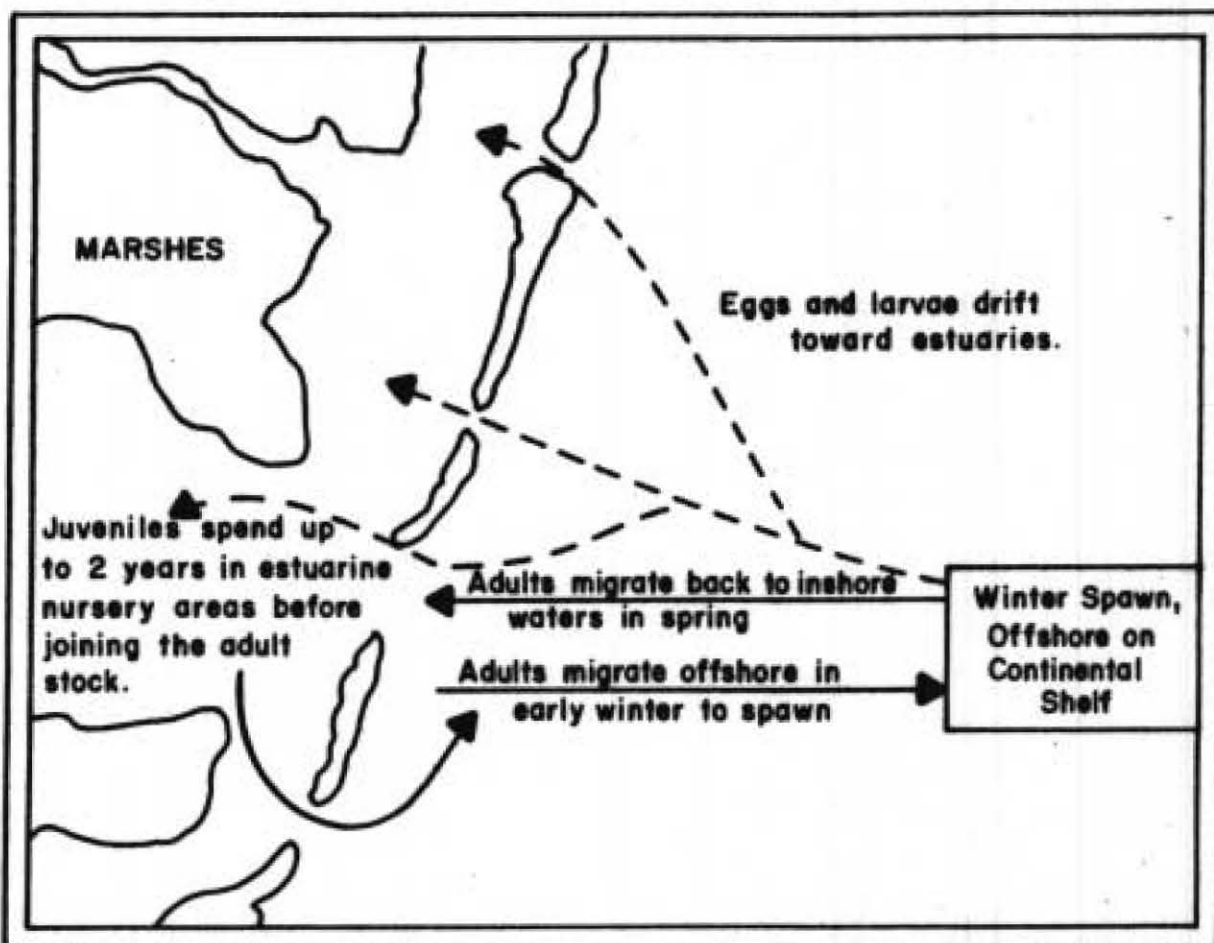 MARSHES
Eggs and larvae drift
toward estuaries.
Juveniles spend up
to 2 years in estuarine
nursery areas before
joining the adult
stock.
Adults migrate back to inshore
waters in spring
Adults migrate offshore in
early winter to spawn
Winter Spawn,
Offshore on
Continental
Shelf